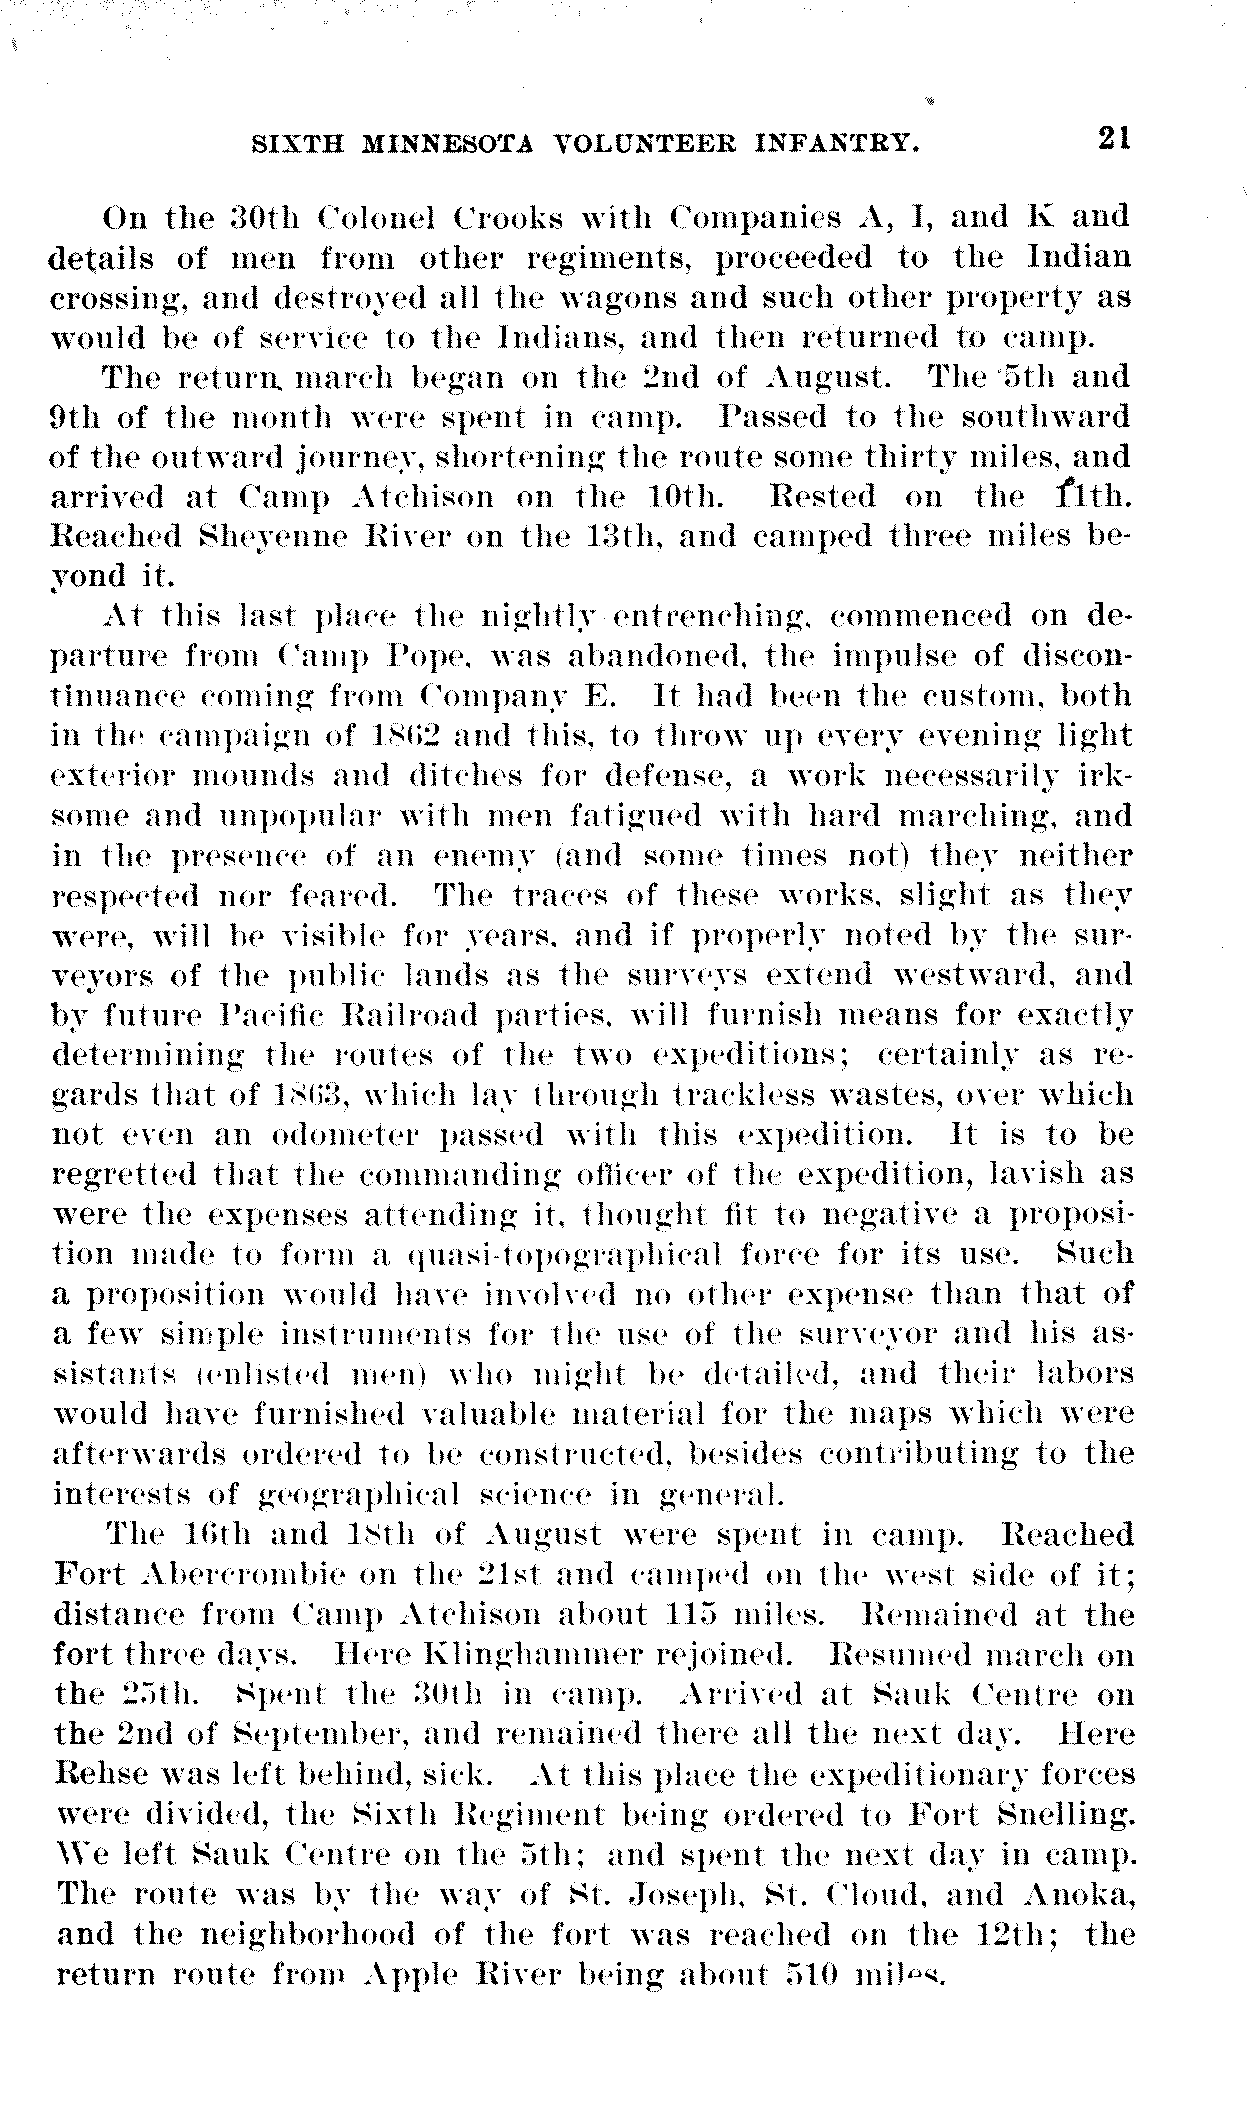 SIXTH MINNESOTA VOLUNTEER INFANTRY. 21
On the 30th Colonel Crooks with Companies A, I, and K and
details of men from other regiments, proceeded to the Indian
crossing, and destroyed all the wagons and such other property as
would be of service to the Indians, and then returned to camp.
The return march began on the 2nd of August. The 5th and
9th of the month were spent in camp. Passed to the southward
of the outward journey, shortening the route some thirty miles, and
arrived at Camp Atchison on the 10th. Rested on the 11th.
Reached Sheyenne River on the 13th, and camped three miles be-
yond it.
At this last place the nightly entrenching, commenced on de-
parture from Camp Pope, was abandoned, the impulse of discon-
tinuance coming from Company E. It had been the custom, both
in the campaign of 1862 and this, to throw up every evening light
exterior mounds and ditches for defense, a work necessarily irk-
some and unpopular with men fatigued with hard marching, and
in the presence of an enemy (and some times not) they neither
respected nor feared. The traces of these works, slight as they
were, will be visible for years, and if properly noted by the sur-
veyors of the public lands as the surveys extend westward, and
by future Pacific Railroad parties, will furnish means for exactly
determining the routes of the two expeditions; certainly as re-
gards that of 1863, which lay through trackless wastes, over which
not even an odometer passed with this expedition. It is to be
regretted that the commanding officer of the expedition, lavish as
were the expenses attending it, thought fit to negative a proposi-
tion made to form a quasi-topographical force for its use. Such
a proposition would have involved no other expense than that of
a few simple instruments for the use of the surveyor and his as-
sistants (enlisted men) who might be detailed, and their labors
would have furnished valuable material for the maps which were
afterwards ordered to be constructed, besides contributing to the
interests of geographical science in general.
The 16th and 18th of August were spent in camp. Reached
Fort Abercrombie on the 21st and camped on the west side of it;
distance from Camp Atchison about 115 miles. Remained at the
fort three days. Here Klinghammer rejoined. Resumed march on
the 25th. Spent the 30th in camp. Arrived at Sauk Centre on
the 2nd of September, and remained there all the next day. Here
Rehse was left behind, sick. At this place the expeditionary forces
were divided, the Sixth Regiment being ordered to Fort Snelling.
We left Sauk Centre on the 5th; and spent the next day in camp.
The route was by the way of St. Joseph, St. Cloud, and Anoka,
and the neighborhood of the fort was reached on the 12th; the
return route from Apple River being about 510 miles.